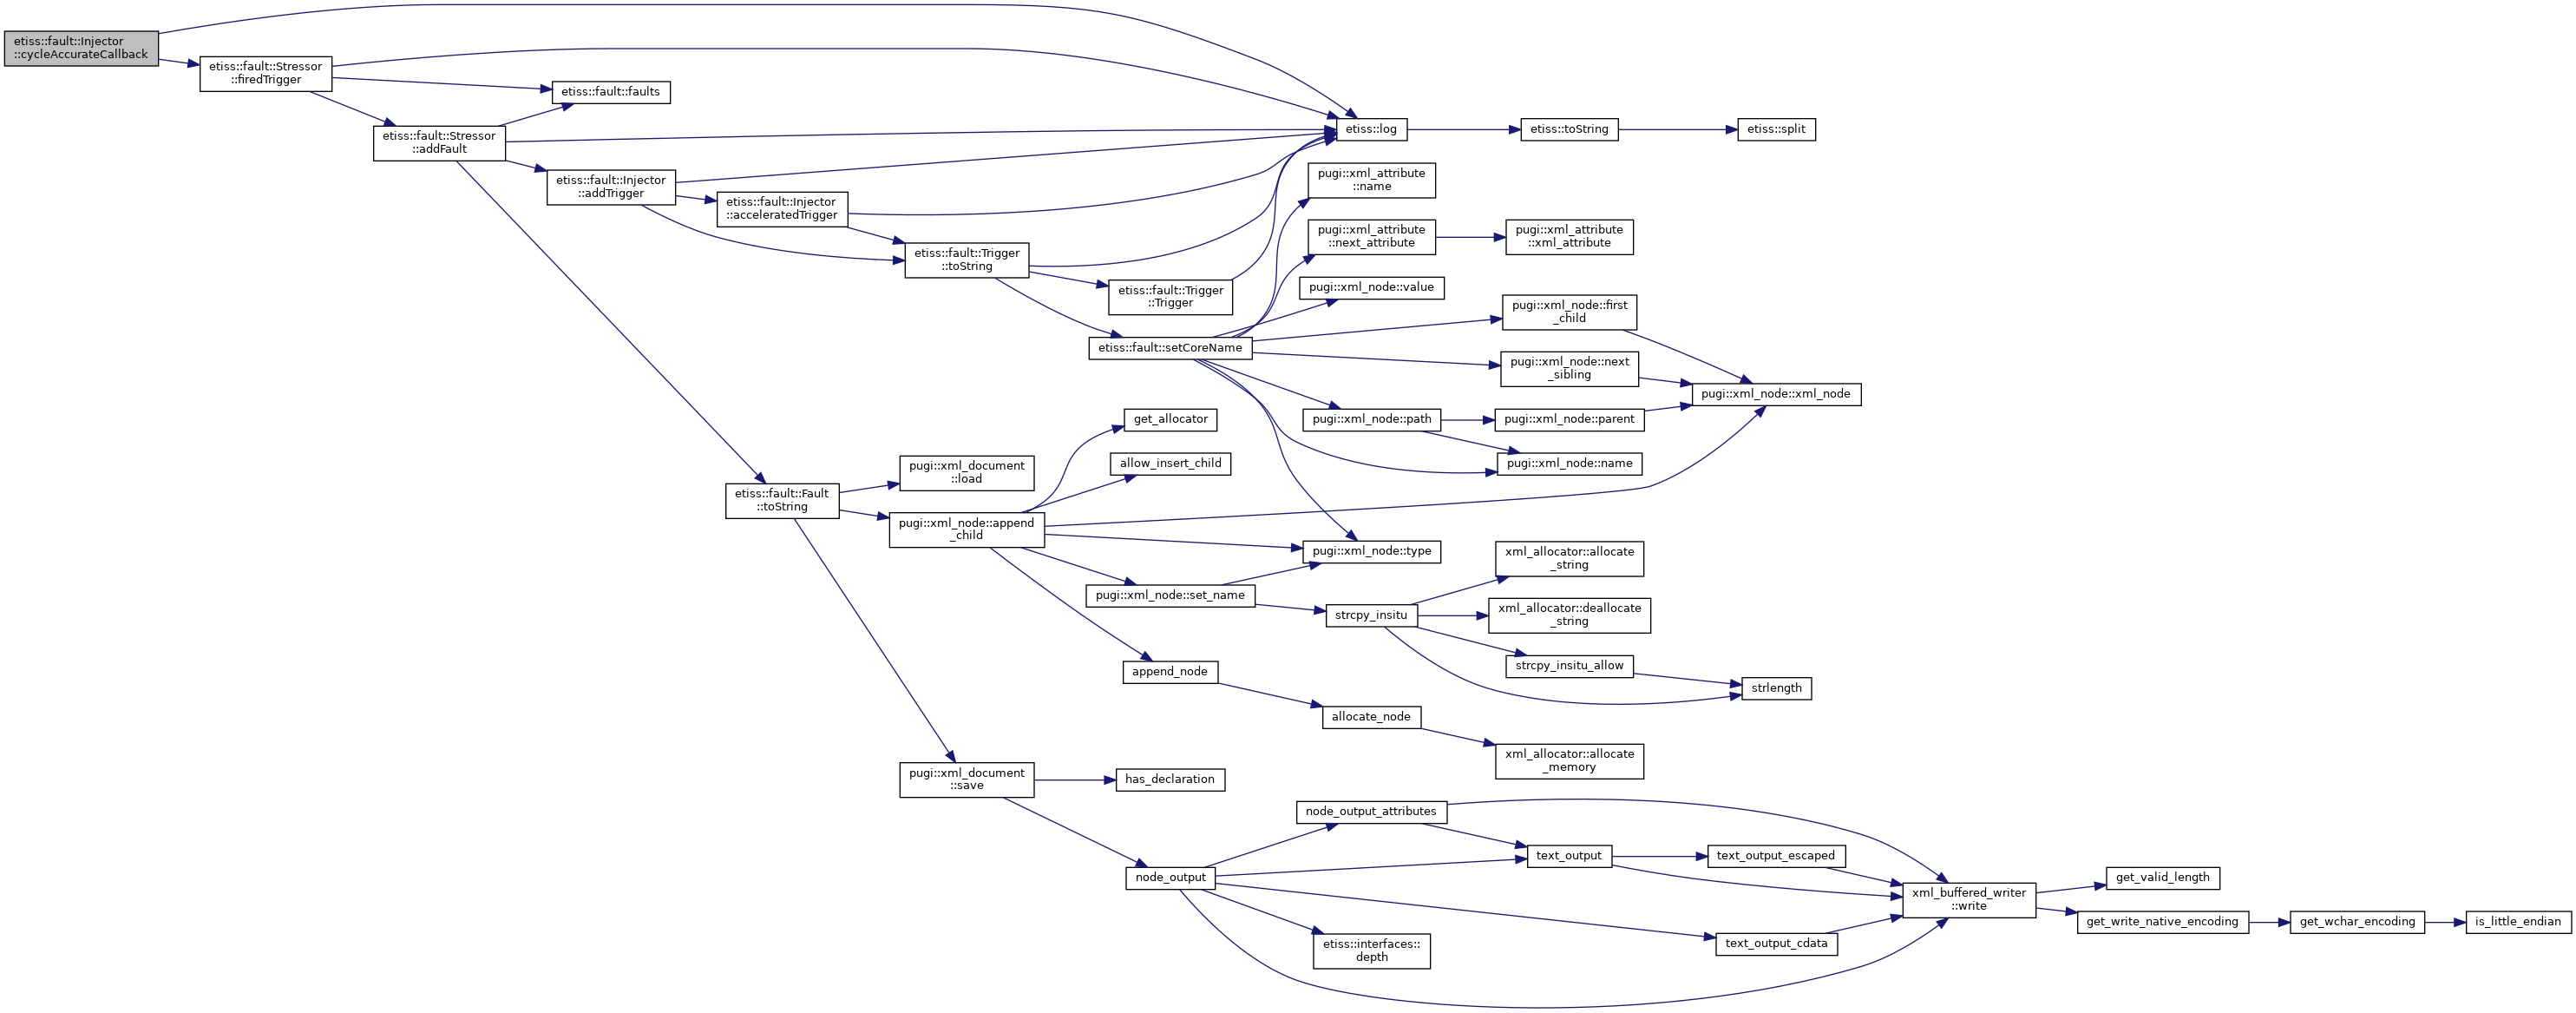 etiss::fault::Injector
::cycleAccurateCallback
etiss::fault::Stressor
::firedTrigger
etiss::fault::faults
etiss::fault::Stressor
::addFault
etiss::log
etiss::toString
etiss::split
etiss::fault::Injector
::addTrigger
etiss::fault::Injector
::acceleratedTrigger
pugi::xml_attribute
::name
pugi::xml_attribute
::next_attribute
pugi::xml_attribute
::xml_attribute
etiss::fault::Trigger
::toString
etiss::fault::Trigger
::Trigger
pugi::xml_node::value
pugi::xml_node::first
_child
etiss::fault::setCoreName
pugi::xml_node::next
_sibling
pugi::xml_node::xml_node
get_allocator
pugi::xml_node::path
pugi::xml_node::parent
allow_insert_child
pugi::xml_node::name
pugi::xml_document
::load
etiss::fault::Fault
::toString
pugi::xml_node::append
_child
pugi::xml_node::type
xml_allocator::allocate
_string
pugi::xml_node::set_name
strcpy_insitu
xml_allocator::deallocate
_string
strcpy_insitu_allow
append_node
strlength
allocate_node
xml_allocator::allocate
_memory
pugi::xml_document
::save
has_declaration
node_output_attributes
text_output
text_output_escaped
node_output
xml_buffered_writer
::write
get_valid_length
get_write_native_encoding
get_wchar_encoding
is_little_endian
etiss::interfaces::
depth
text_output_cdata